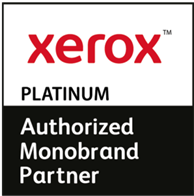 xerox™
PLATINUM
Authorized
Monobrand
Partner